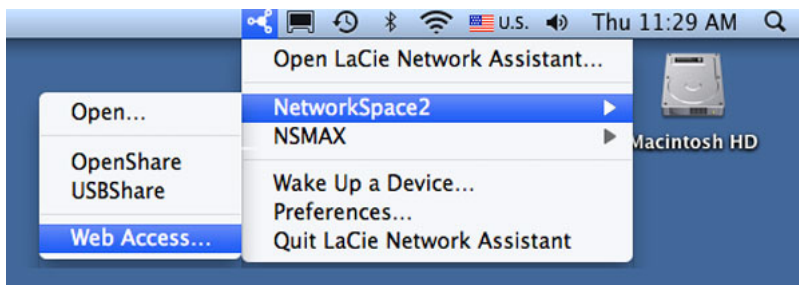 U.S. Thu 11:29 AM
Open LaCie Network Assistant...
NetworkSpace2
NSMAX
Wake Up a Device...
Preferences...
Quit LaCie Network Assistant
Open...
OpenShare
USBShare
Web Access...
Macintosh HD